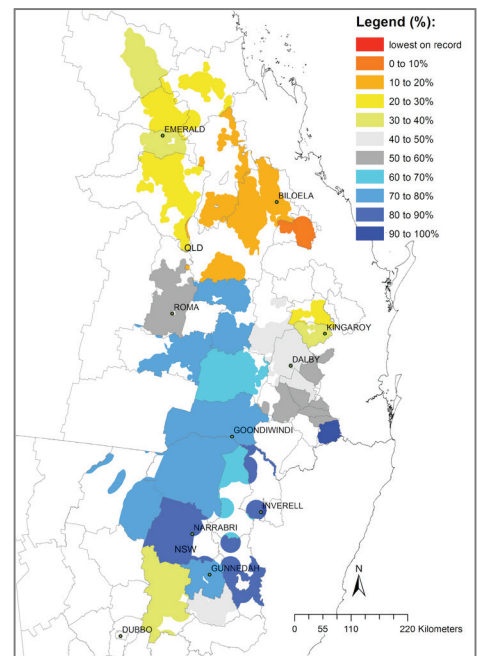 Legend (%):
lowest on record
0 to 10%
10 to 20%
20 to 30%
30 to 40%
40 to 50%
50 to 60%
60 to 70%
70 to 80%
80 to 90%
90 to 100%
EMERALD
BILOELA
QLD
ROMA
KINGAROY
DALBY
GOONDIWINDI
INVERELL
NARRABRI
NSW
GUNNEDAH
DUBBO
N
0 55 110 220 Kilometers